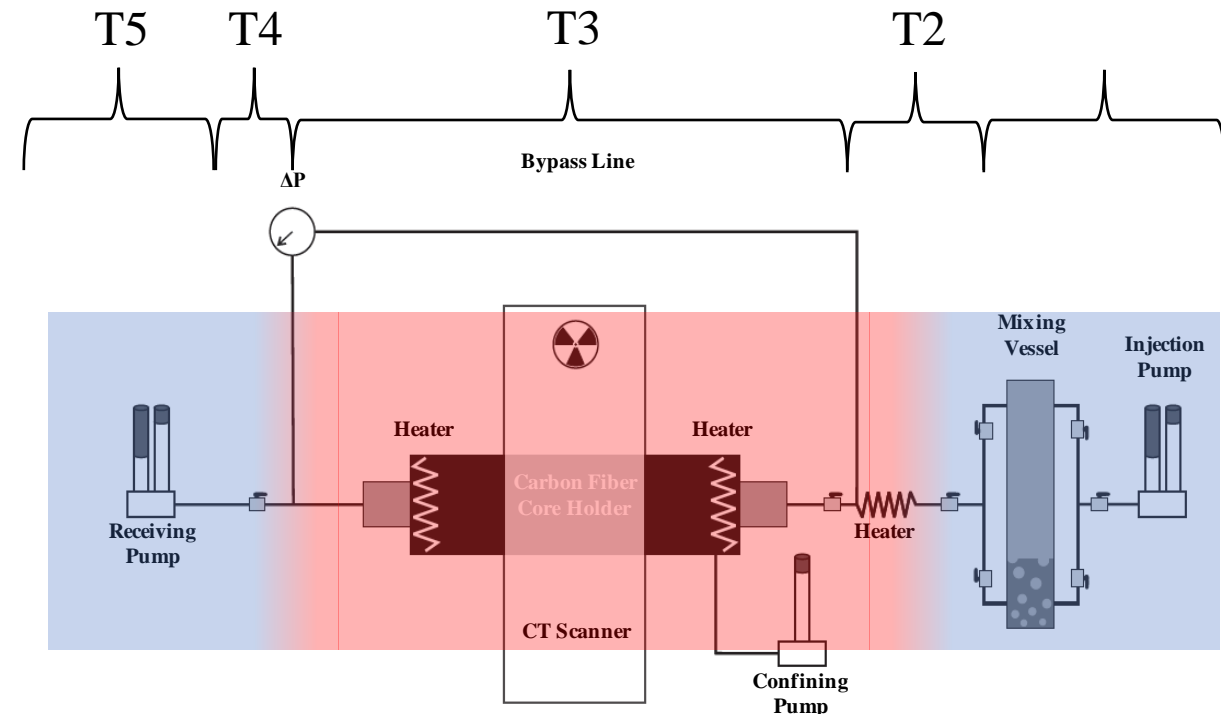 T5
T4
T3
T2
Bypass Line
ΔP
Mixing
Vessel
Injection
Pump
Heater
Heater
Carbon Fiber
Core Holder
Receiving
Pump
Heater
CT Scanner
Confining
Pump